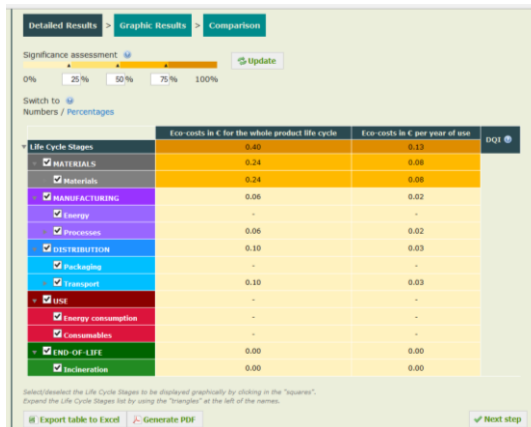 Detailed Results > Graphic Results > Comparison
Significance assessment
Update
0% 25 % 50 % 75 % 100%
Switch to
Numbers / Percentages
Eco-costs in € for the whole product life cycle Eco-costs in € per year of use DQI
Life Cycle Stages 0.40 0.13
MATERIALS 0.24 0.08
Materials 0.24 0.08
MANUFACTURING 0.06 0.02
Energy - -
Processes 0.06 0.02
DISTRIBUTION 0.10 0.03
Packaging - -
Transport 0.10 0.03
USE - -
Energy consumption - -
Consumables - -
END-OF-LIFE 0.00 0.00
Incineration 0.00 0.00
Select/deselect the Life Cycle Stages to be displayed graphically by clicking in the "squares".
Expand the Life Cycle Stages list by using the "triangles" at the left of the names.
Export table to Excel Generate PDF Next step